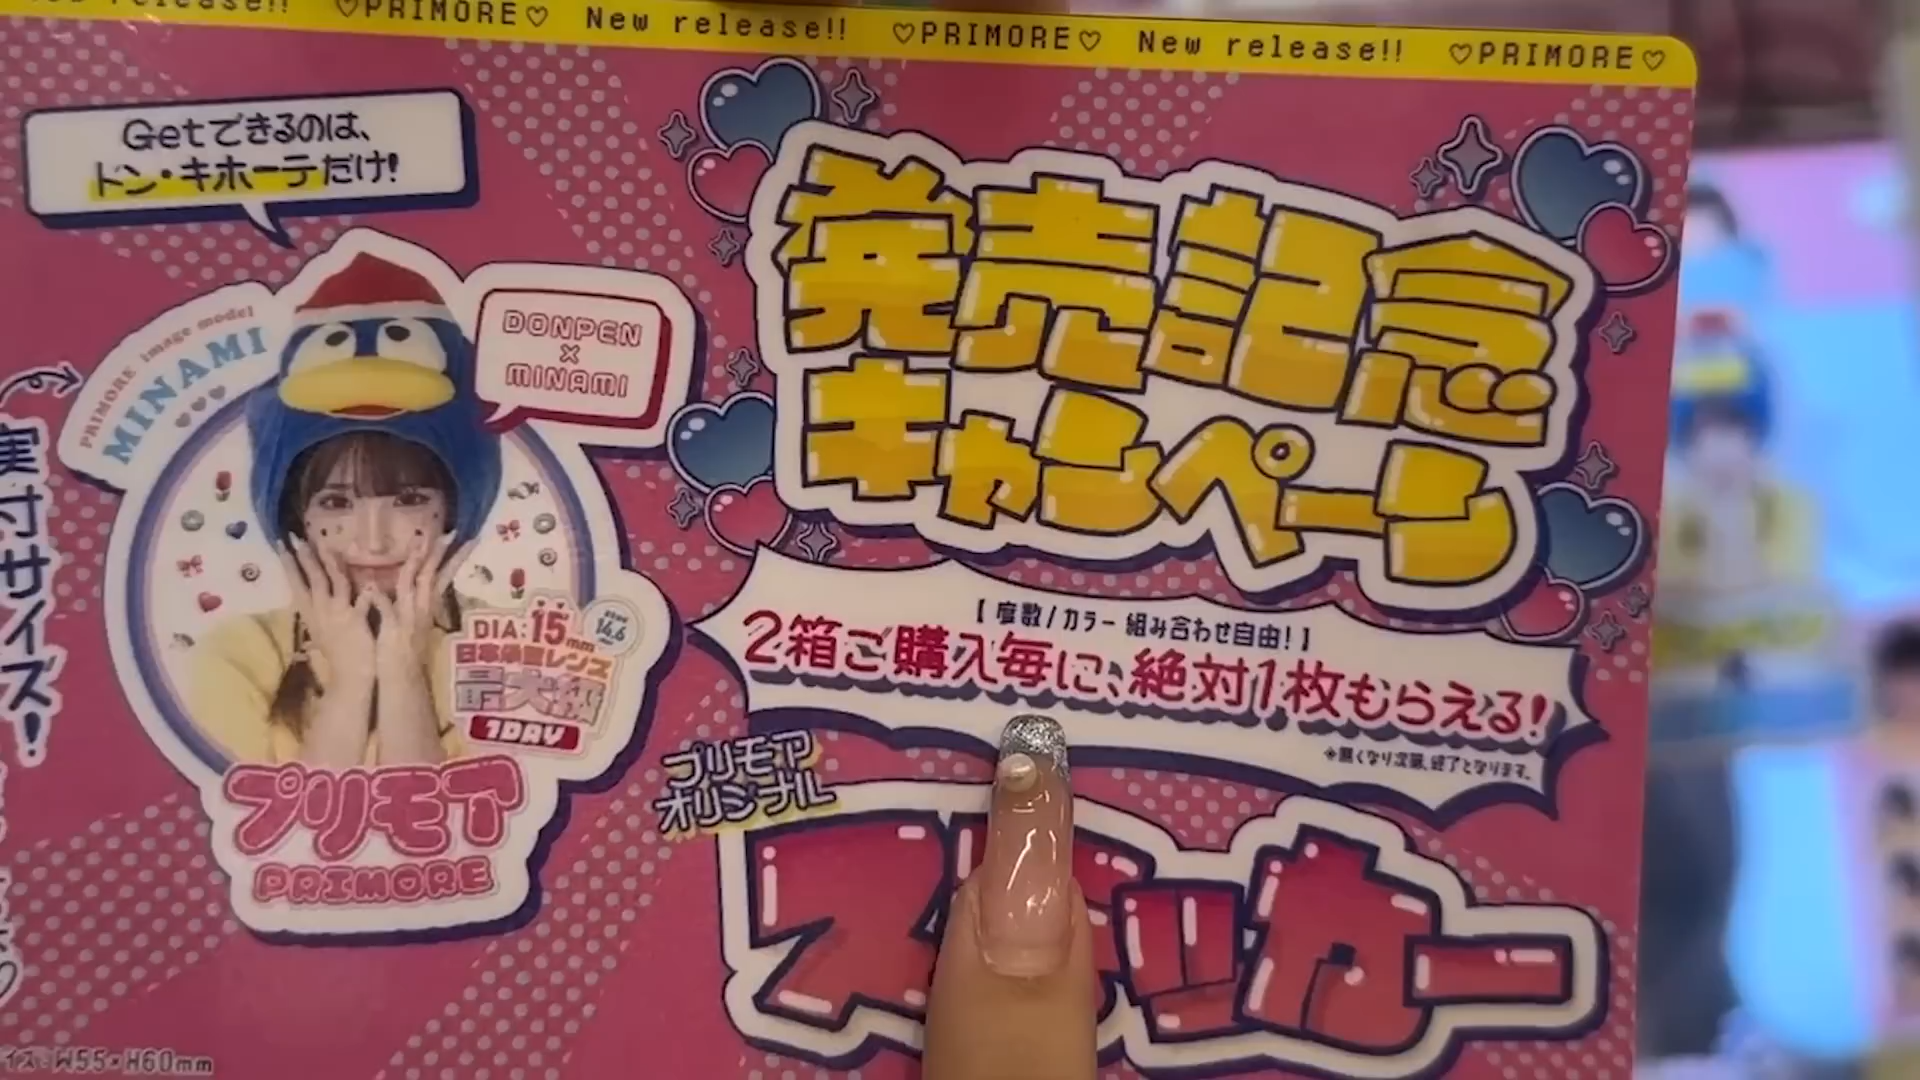 release!! ♡PRIMORE♡ New release!! ♡PRIMORE♡ New release!! ♡PRIMORE♡
Getできるのは、
ドン・キホーテだけ!
PRIMORE image model
MINAMI
DONPEN
×
MINAMI
実寸サイズ!
DIA:15mm
14.6
日本最大級レンズ
1DAY
プリモア
PRIMORE
発売記念
キャンペーン
【 度数/カラー 組み合わせ自由! 】
2箱ご購入毎に、絶対1枚もらえる!
※無くなり次第、終了となります。
プリモア
オリジナル
ス ッカー
イズ:W55×H60mm